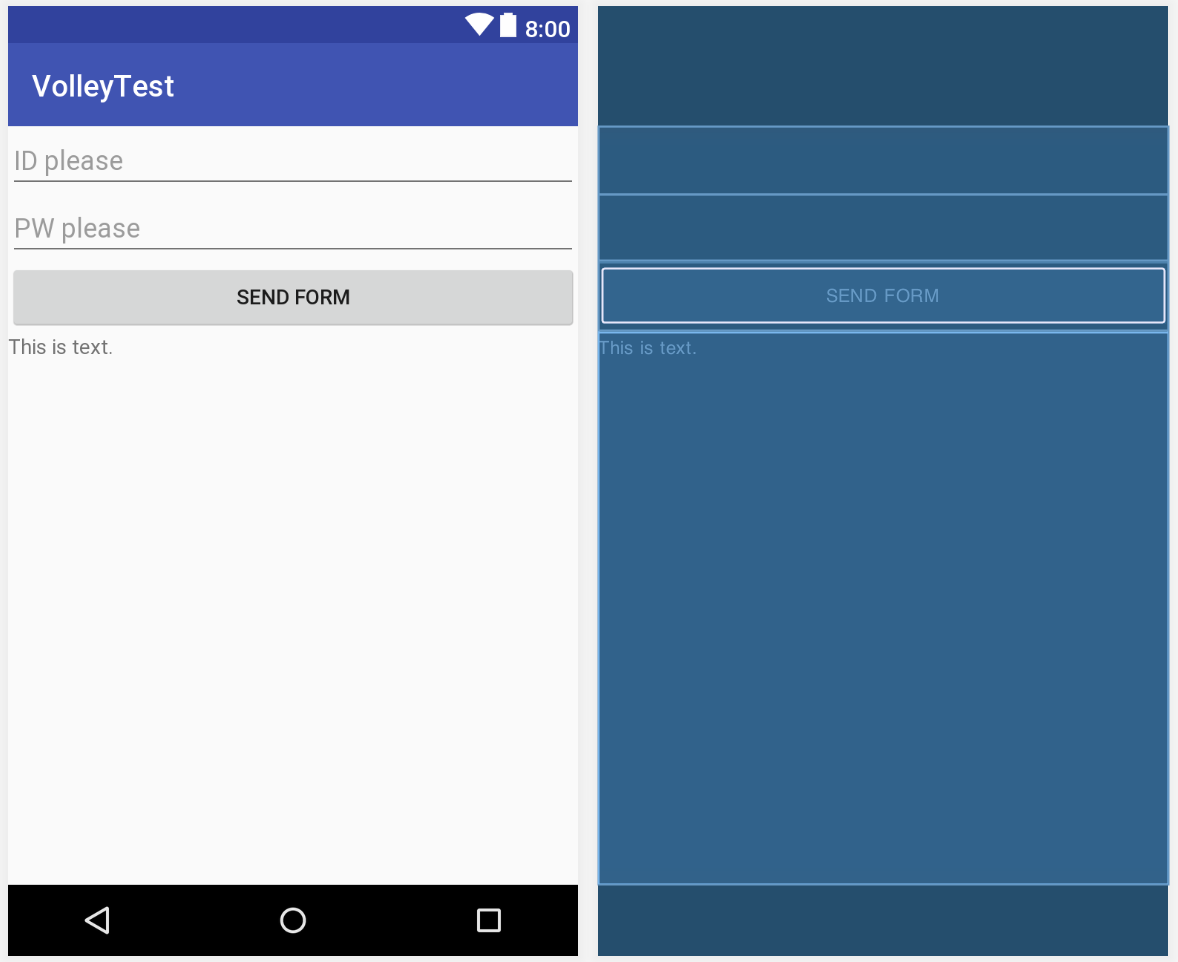 8:00
VolleyTest
ID please
PW please
SEND FORM
This is text.
SEND FORM
This is text.